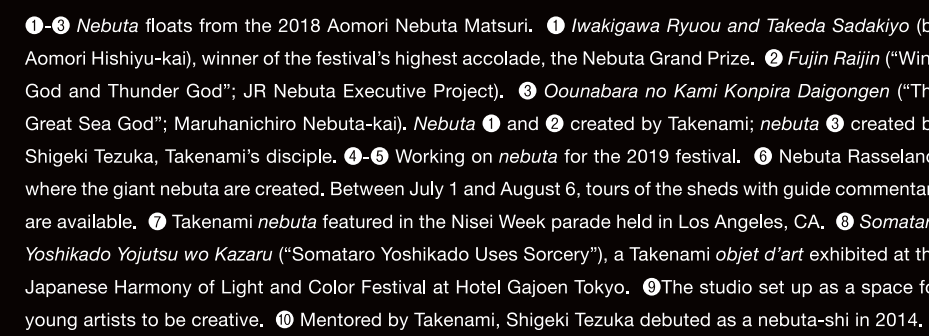 ❶-❸ Nebuta floats from the 2018 Aomori Nebuta Matsuri. ❶ Iwakigawa Ryuou and Takeda Sadakiyo (b
Aomori Hishiyu-kai), winner of the festival's highest accolade, the Nebuta Grand Prize. ❷ Fujin Raijin ("Win
God and Thunder God"; JR Nebuta Executive Project). ❸ Oounabara no Kami Konpira Daigongen ("Th
Great Sea God"; Maruhanichiro Nebuta-kai). Nebuta ❶ and ❷ created by Takenami; nebuta ❸ created b
Shigeki Tezuka, Takenami's disciple. ❹-❺ Working on nebuta for the 2019 festival. ❻ Nebuta Rasseland
where the giant nebuta are created. Between July 1 and August 6, tours of the sheds with guide commentar
are available. ❼ Takenami nebuta featured in the Nisei Week parade held in Los Angeles, CA. ❽ Somatar
Yoshikado Yojutsu wo Kazaru ("Somataro Yoshikado Uses Sorcery"), a Takenami objet d'art exhibited at th
Japanese Harmony of Light and Color Festival at Hotel Gajoen Tokyo. ❾The studio set up as a space fo
young artists to be creative. ❿ Mentored by Takenami, Shigeki Tezuka debuted as a nebuta-shi in 2014.